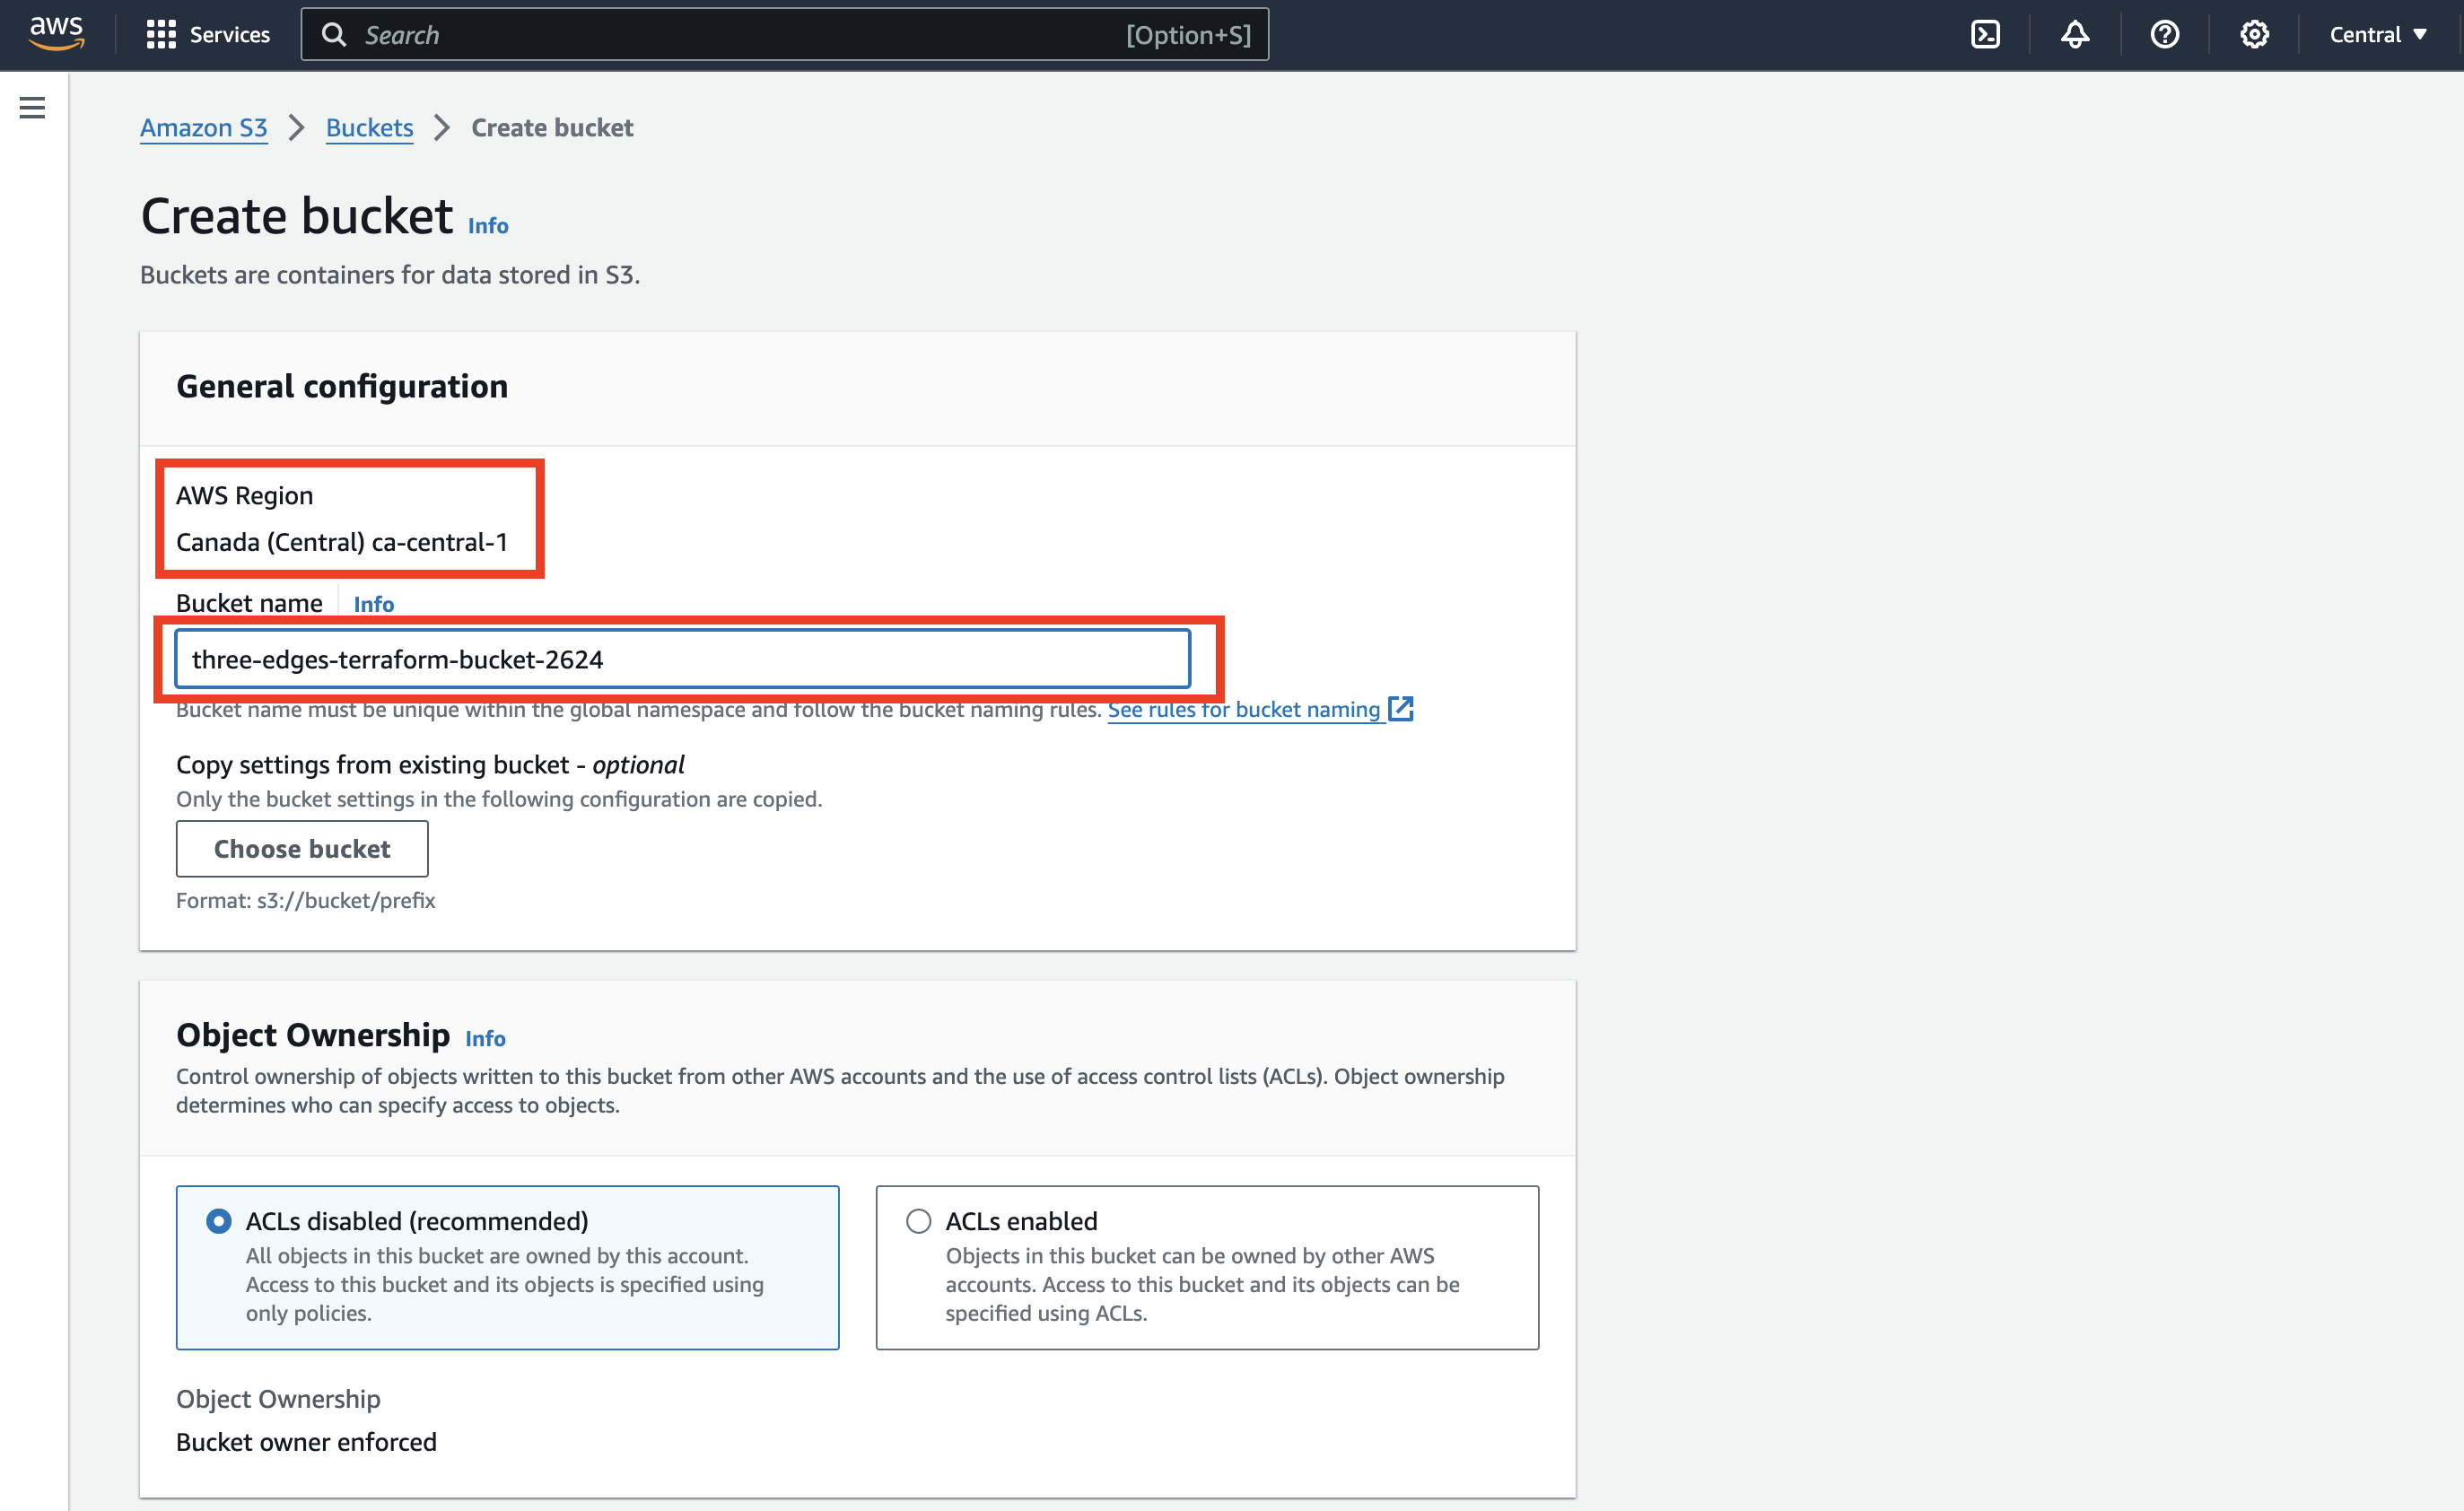 aws
Services
Search
[Option+S]
Central
Amazon S3
Buckets
Create bucket
Create bucket Info
Buckets are containers for data stored in S3.
General configuration
AWS Region
Canada (Central) ca-central-1
Bucket name Info
three-edges-terraform-bucket-2624
Bucket name must be unique within the global namespace and follow the bucket naming rules. See rules for bucket naming
Copy settings from existing bucket - optional
Only the bucket settings in the following configuration are copied.
Choose bucket
Format: s3://bucket/prefix
Object Ownership Info
Control ownership of objects written to this bucket from other AWS accounts and the use of access control lists (ACLs). Object ownership
determines who can specify access to objects.
ACLs disabled (recommended)
All objects in this bucket are owned by this account.
Access to this bucket and its objects is specified using
only policies.
ACLs enabled
Objects in this bucket can be owned by other AWS
accounts. Access to this bucket and its objects can be
specified using ACLs.
Object Ownership
Bucket owner enforced